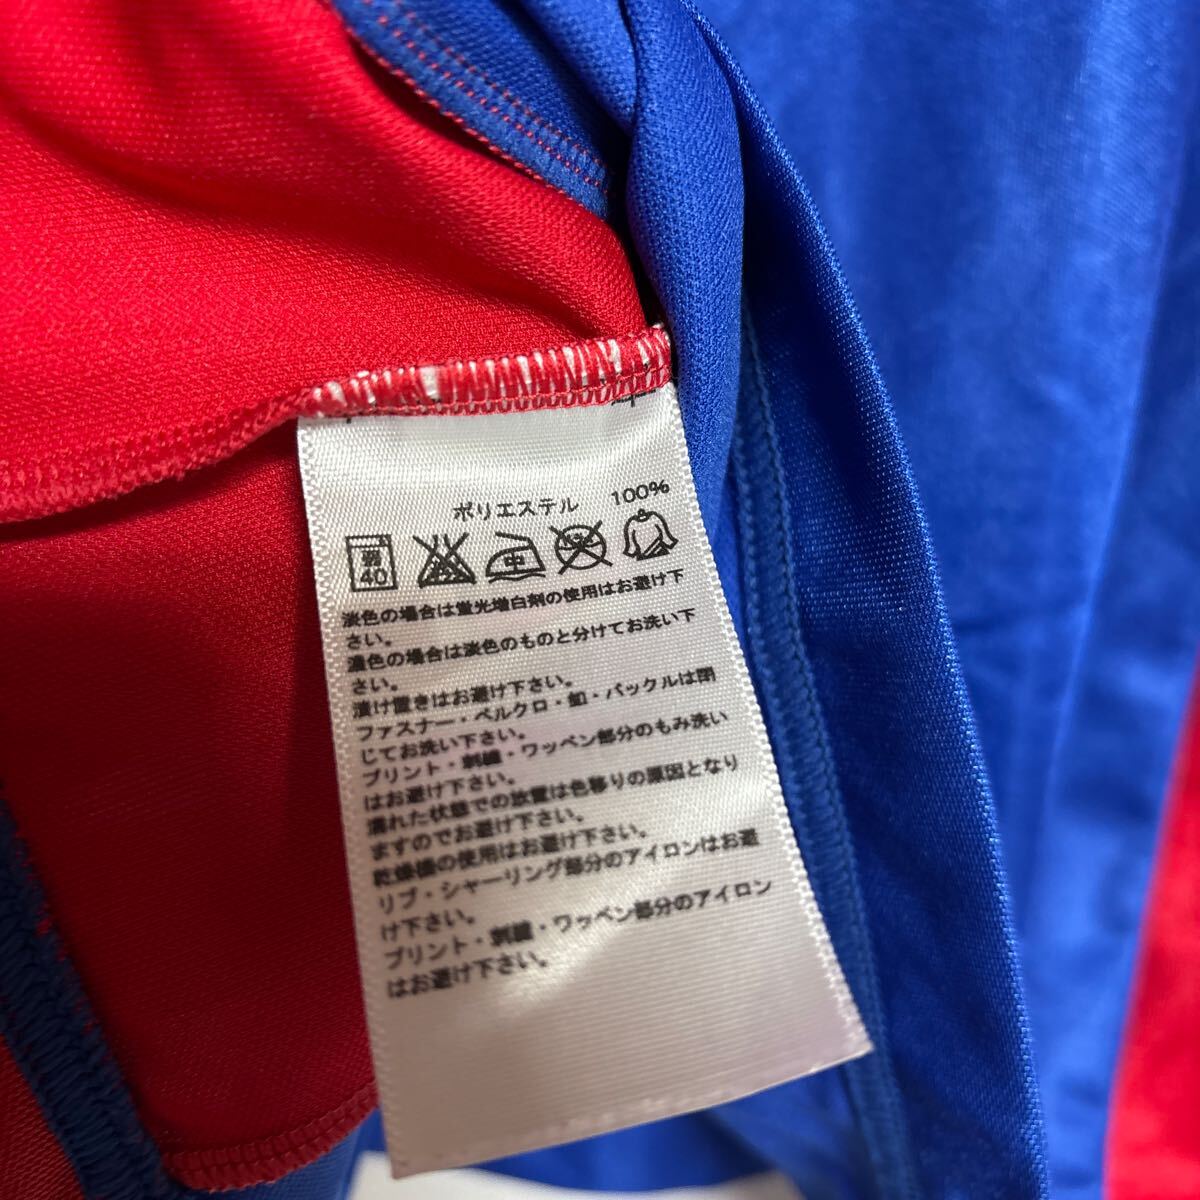 ポリエステル 100%
弱 40 中
淡色の場合は蛍光増白剤の使用はお避け下
さい。
濃色の場合は淡色のものと分けてお洗い下
さい。
漬け置きはお避け下さい。
ファスナー・ベルクロ・釦・バックルは閉
じてお洗い下さい。
プリント・刺繍・ワッペン部分のもみ洗い
はお避け下さい。
濡れた状態での放置は色移りの原因となり
ますのでお避け下さい。
乾燥機の使用はお避け下さい。
リブ・シャーリング部分のアイロンはお避
け下さい。
プリント・刺繍・ワッペン部分のアイロン
はお避け下さい。